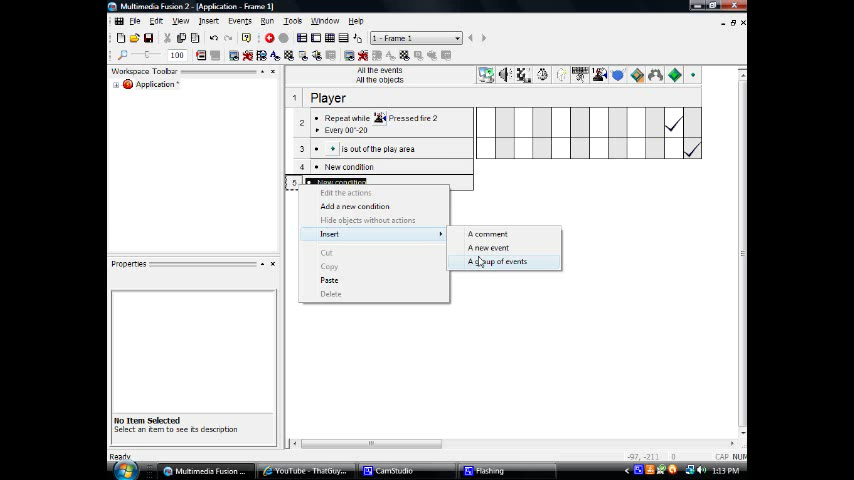 Multimedia Fusion 2 - [Application - Frame 1]
File Edit View Insert Events Run Tools Window Help
1 - Frame 1
100
Workspace Toolbar
Application *
All the events
All the objects
1 Player
2 • Repeat while Pressed fire 2
• Every 00"-20
3 • is out of the play area
4 • New condition
5 • New condition
Edit the actions
Add a new condition
Hide objects without actions
Insert
A comment
A new event
A group of events
Cut
Copy
Paste
Delete
Properties
No Item Selected
Select an item to see its description
Ready
-97, -211 0 CAP NUM
Multimedia Fusion ... YouTube - ThatGuy... CamStudio Flashing 1:13 PM